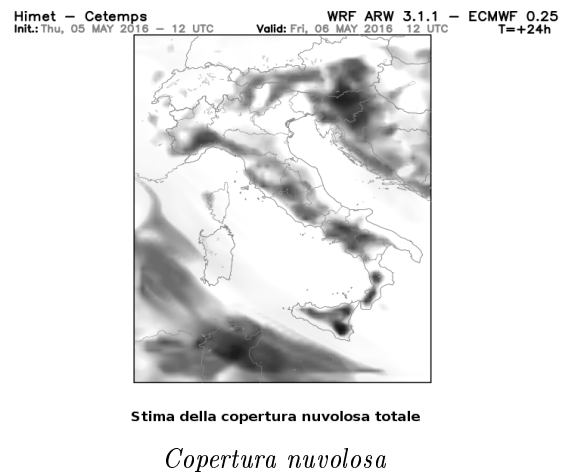 Himet – Cetemps WRF ARW 3.1.1 – ECMWF 0.25
Init.: Thu, 05 MAY 2016 – 12 UTC Valid: Fri, 06 MAY 2016 12 UTC T=+24h
Stima della copertura nuvolosa totale
Copertura nuvolosa